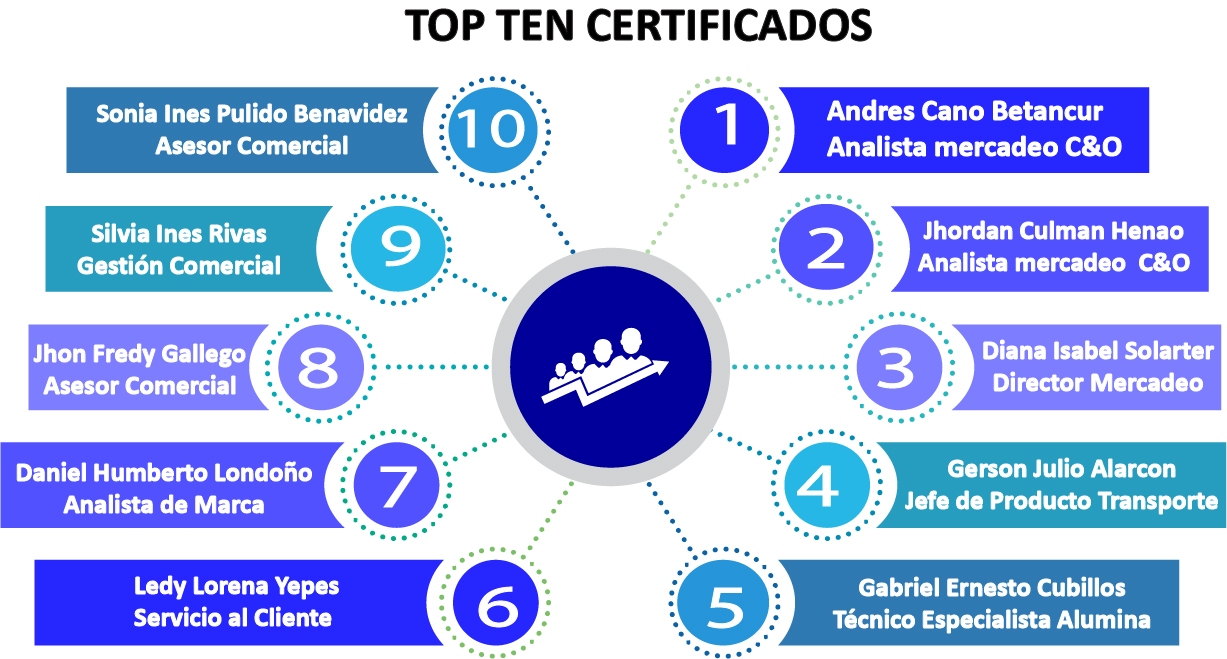 TOP TEN CERTIFICADOS
1
Andres Cano Betancur
Analista mercadeo C&O
2
Jhordan Culman Henao
Analista mercadeo C&O
3
Diana Isabel Solarter
Director Mercadeo
4
Gerson Julio Alarcon
Jefe de Producto Transporte
5
Gabriel Ernesto Cubillos
Técnico Especialista Alumina
6
Ledy Lorena Yepes
Servicio al Cliente
7
Daniel Humberto Londoño
Analista de Marca
8
Jhon Fredy Gallego
Asesor Comercial
9
Silvia Ines Rivas
Gestión Comercial
10
Sonia Ines Pulido Benavidez
Asesor Comercial